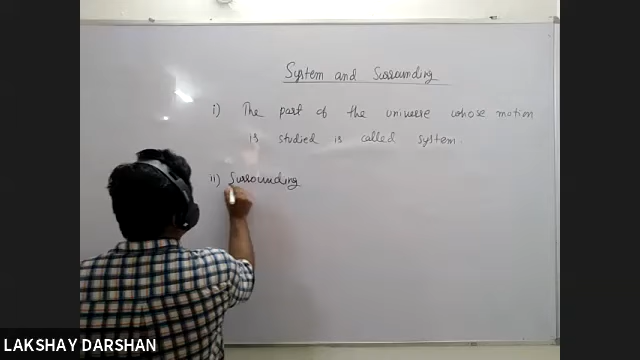 System and Surrounding
i) The part of the universe whose motion
is studied is called system.
ii) Surrounding
LAKSHAY DARSHAN